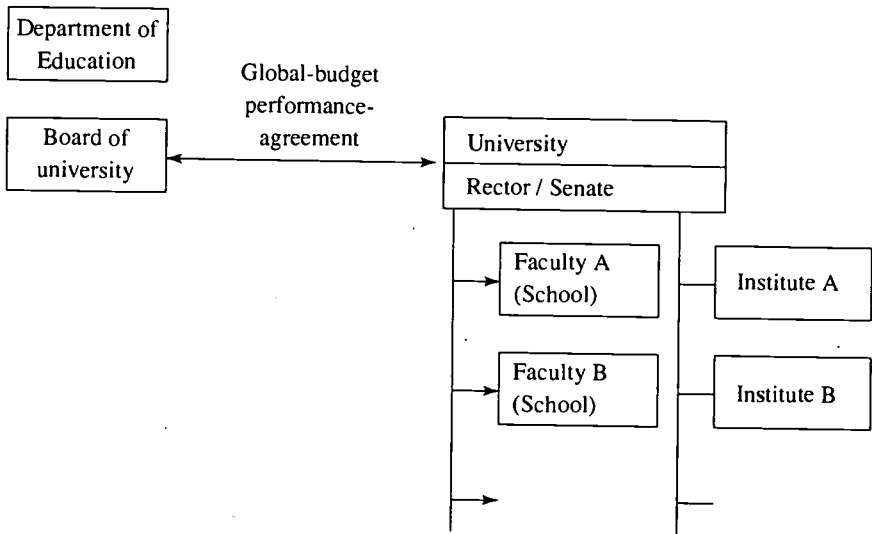 Department of
Education
Global-budget
performance-
agreement
Board of
university
University
Rector / Senate
Faculty A
(School)
Institute A
Faculty B
(School)
Institute B